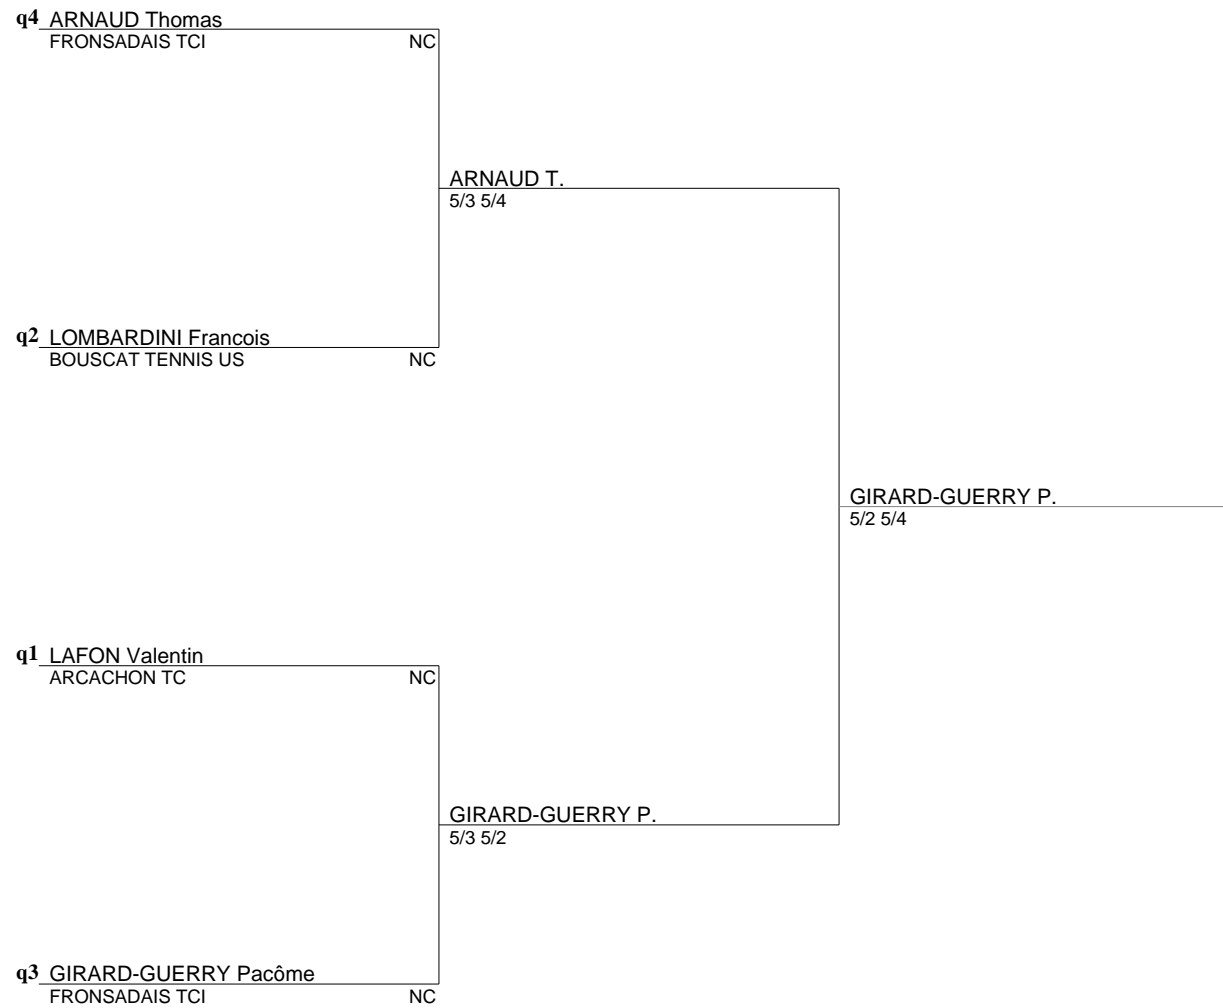 q4 ARNAUD Thomas
FRONSADAIS TCI NC
ARNAUD T.
5/3 5/4
q2 LOMBARDINI Francois
BOUSCAT TENNIS US NC
GIRARD-GUERRY P.
5/2 5/4
q1 LAFON Valentin
ARCACHON TC NC
GIRARD-GUERRY P.
5/3 5/2
q3 GIRARD-GUERRY Pacôme
FRONSADAIS TCI NC